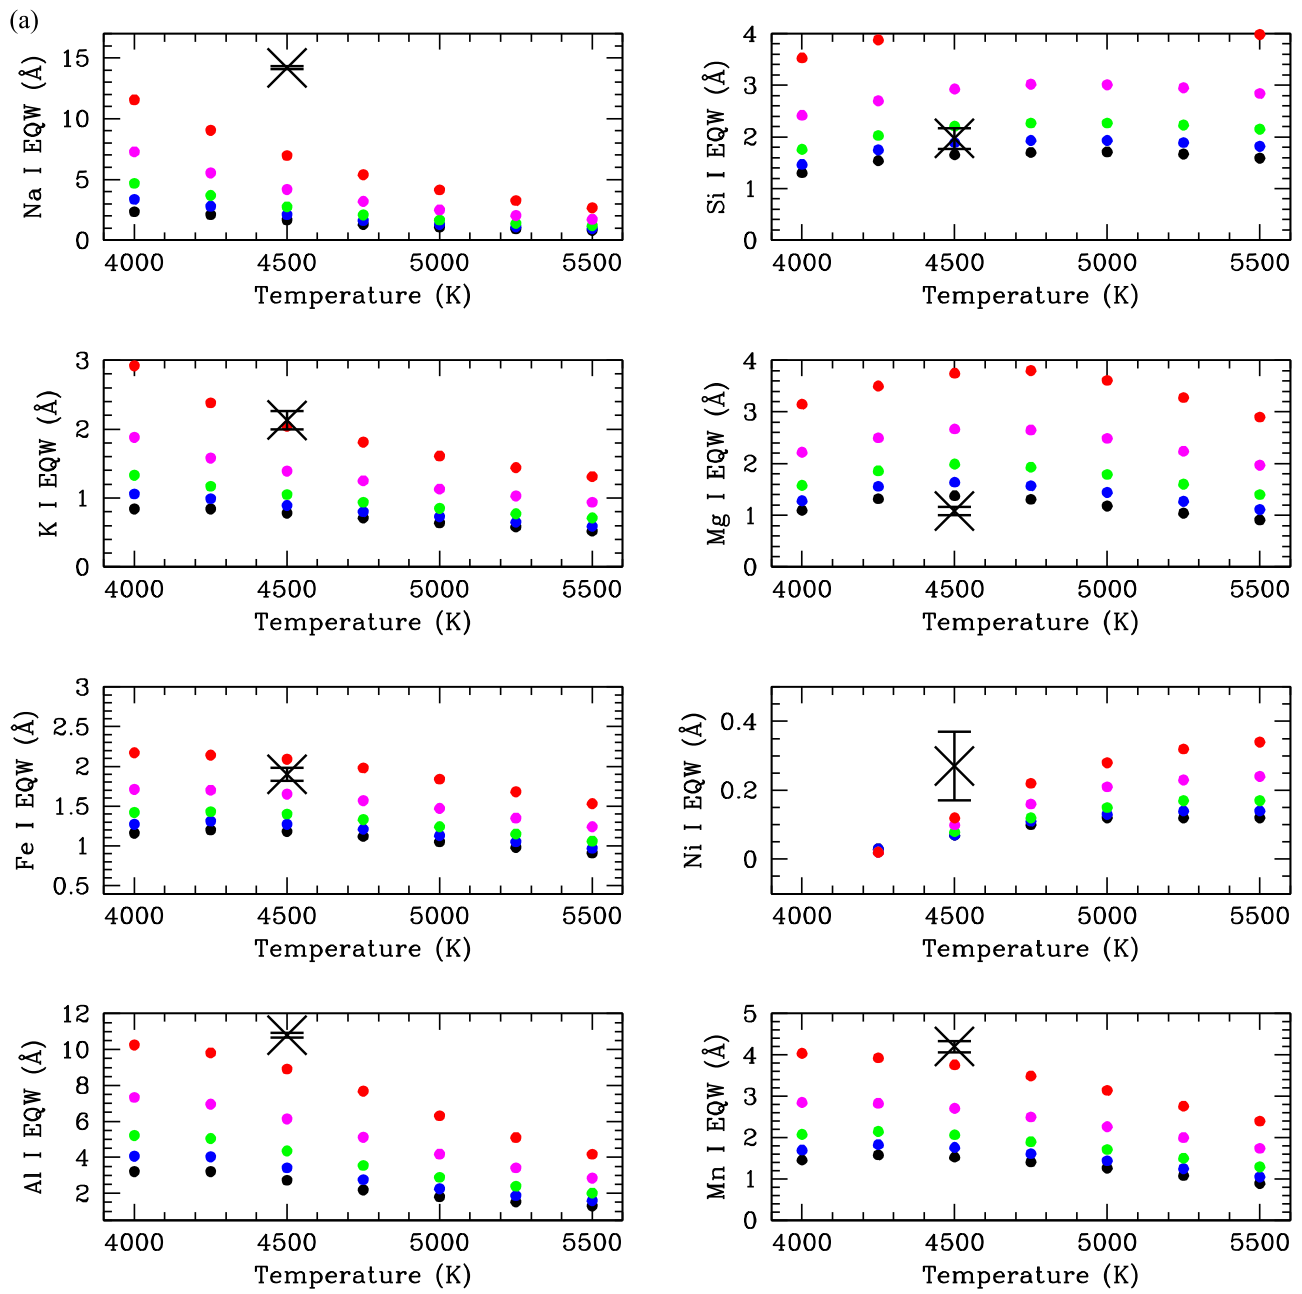 (a)
Na I EQW (Å)
15
10
5
0
4000 4500 5000 5500
Temperature (K)
Si I EQW (Å)
4
3
2
1
0
4000 4500 5000 5500
Temperature (K)
K I EQW (Å)
3
2
1
0
4000 4500 5000 5500
Temperature (K)
Mg I EQW (Å)
4
3
2
1
0
4000 4500 5000 5500
Temperature (K)
Fe I EQW (Å)
3
2.5
2
1.5
1
0.5
4000 4500 5000 5500
Temperature (K)
Ni I EQW (Å)
0.4
0.2
0
4000 4500 5000 5500
Temperature (K)
Al I EQW (Å)
12
10
8
6
4
2
4000 4500 5000 5500
Temperature (K)
Mn I EQW (Å)
5
4
3
2
1
0
4000 4500 5000 5500
Temperature (K)